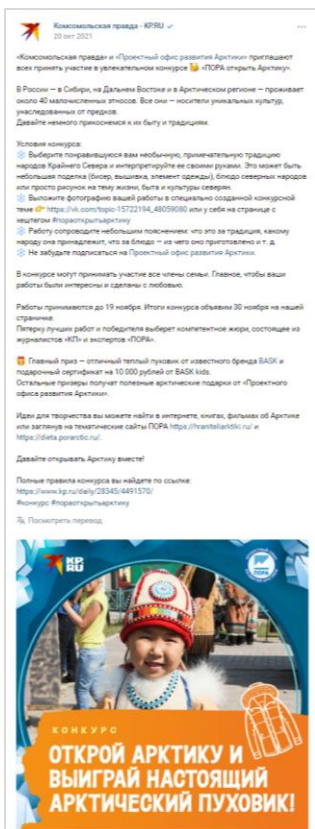 Комсомольская правда - KP.RU
20 окт 2021
«Комсомольская правда» и «Проектный офис развития Арктики» приглашают
всех принять участие в увлекательном конкурсе «ПОРА открыть Арктику».
В России — в Сибири, на Дальнем Востоке и в Арктическом регионе — проживает
около 40 малочисленных этносов. Все они — носители уникальных культур,
унаследованных от предков.
Давайте немного прикоснемся к их быту и традициям.
Условия конкурса:
Выберите понравившуюся вам необычную, примечательную традицию
народов Крайнего Севера и интерпретируйте ее своими руками. Это может быть
небольшая поделка (бисер, вышивка, элемент одежды), блюдо северных народов
или просто рисунок на тему жизни, быта и культуры северян.
Выложите фотографию вашей работы в специально созданной конкурсной
теме https://vk.com/topic-15722194_48059080 или у себя на странице с
хештегом #пораоткрытьарктику
Работу сопроводите небольшим пояснением: что это за традиция, какому
народу она принадлежит, что за блюдо — из чего оно приготовлено и т. д.
Не забудьте подписаться на Проектный офис развития Арктики.
В конкурсе могут принимать участие все члены семьи. Главное, чтобы ваши
работы были интересны и сделаны с любовью.
Работы принимаются до 19 ноября. Итоги конкурса объявим 30 ноября на нашей
страничке.
Пятерку лучших работ и победителя выберет компетентное жюри, состоящее из
журналистов «КП» и экспертов «ПОРА».
Главный приз — отличный теплый пуховик от известного бренда BASK и
подарочный сертификат на 10 000 рублей от BASK kids.
Остальные призеры получат полезные арктические подарки от «Проектного
офиса развития Арктики».
Идеи для творчества вы можете найти в интернете, книгах, фильмах об Арктике
или заглянув на тематические сайты ПОРА https://hraniteliarktiki.ru/ и
https://dieta.porarctic.ru/.
Давайте открывать Арктику вместе!
Полные правила конкурса вы найдете по ссылке:
https://www.kp.ru/daily/28345/4491570/
#конкурс #пораоткрытьарктику
Посмотреть перевод
KP.
RU
ПОРА
КОНКУРС
ОТКРОЙ АРКТИКУ И
ВЫИГРАЙ НАСТОЯЩИЙ
АРКТИЧЕСКИЙ ПУХОВИК!